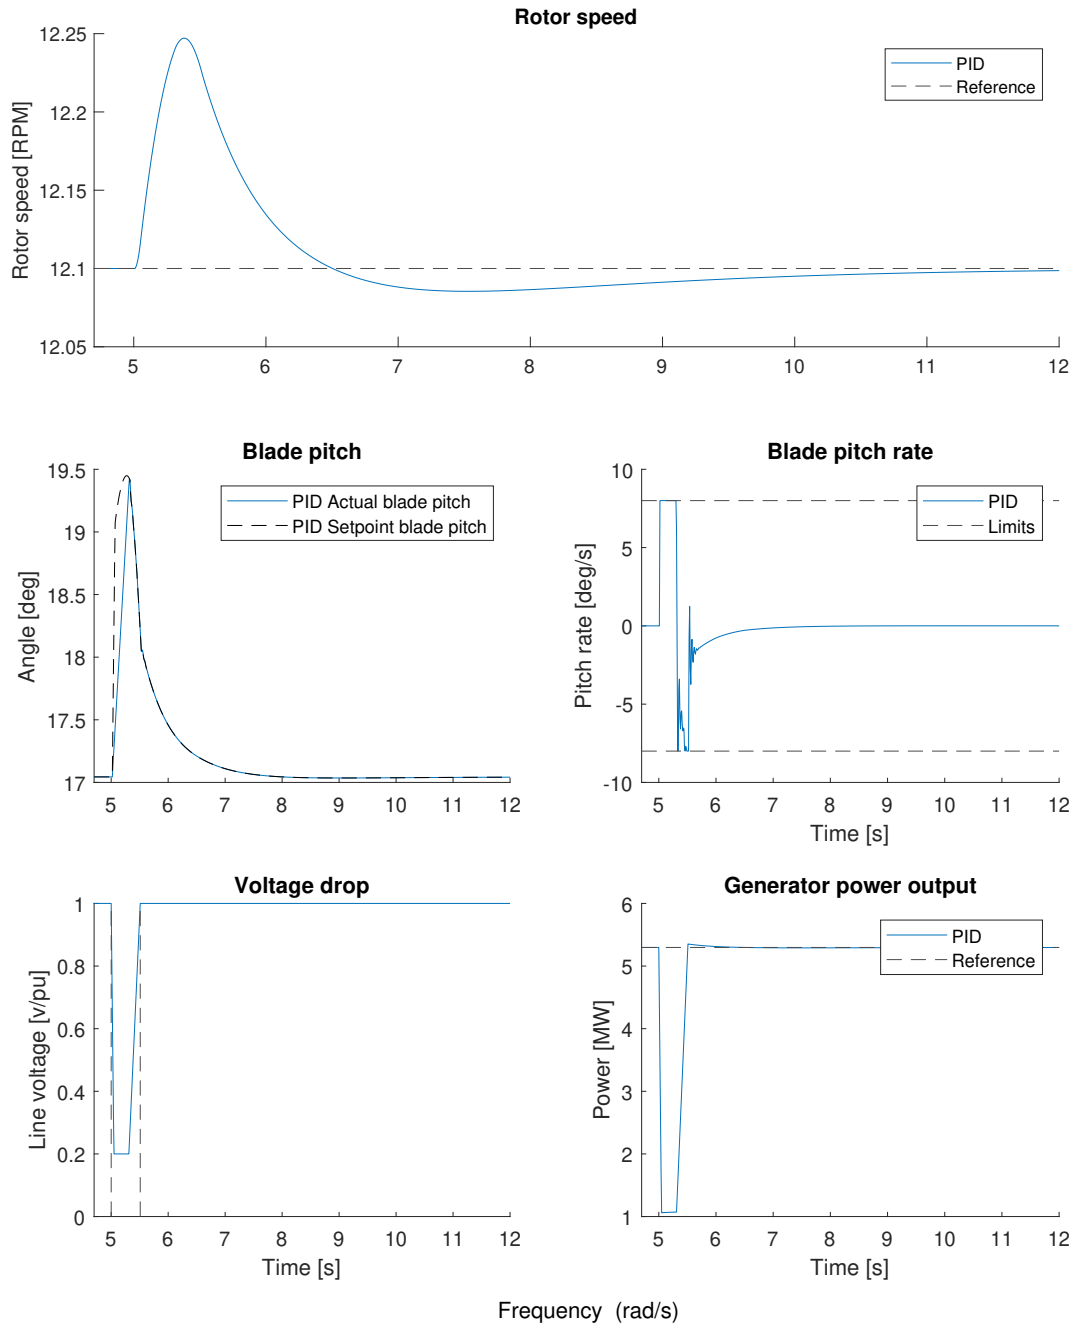 Rotor speed
12.25
12.2
12.15
12.1
12.05
Rotor speed [RPM]
PID
Reference
5 6 7 8 9 10 11 12
Blade pitch
19.5
19
18.5
18
17.5
17
Angle [deg]
PID Actual blade pitch
PID Setpoint blade pitch
5 6 7 8 9 10 11 12
Blade pitch rate
10
5
0
-5
-10
Pitch rate [deg/s]
PID
Limits
5 6 7 8 9 10 11 12
Time [s]
Voltage drop
1
0.8
0.6
0.4
0.2
0
Line voltage [v/pu]
5 6 7 8 9 10 11 12
Time [s]
Generator power output
6
5
4
3
2
1
Power [MW]
PID
Reference
5 6 7 8 9 10 11 12
Time [s]
Frequency (rad/s)